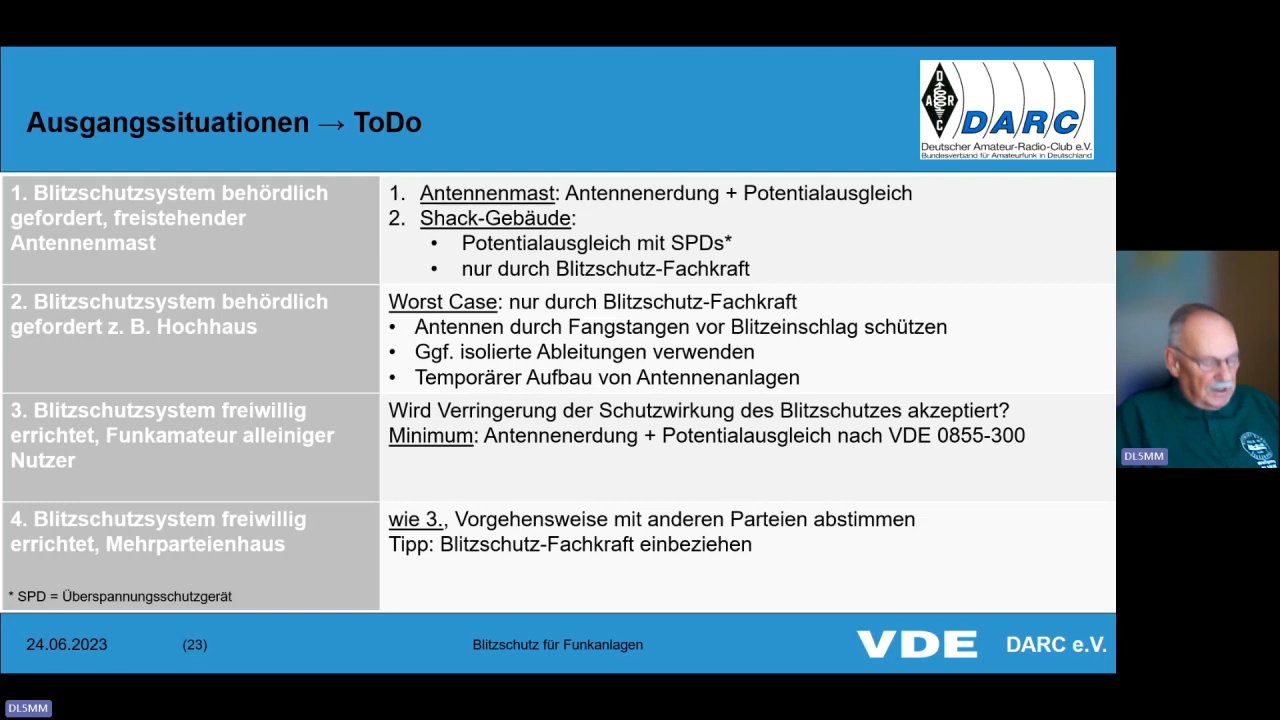 Ausgangssituationen → ToDo
D
A R
C
DARC
Deutscher Amateur-Radio-Club e.V.
Bundesverband für Amateurfunk in Deutschland
1. Blitzschutzsystem behördlich
gefordert, freistehender
Antennenmast
1. Antennenmast: Antennenerdung + Potentialausgleich
2. Shack-Gebäude:
• Potentialausgleich mit SPDs*
• nur durch Blitzschutz-Fachkraft
2. Blitzschutzsystem behördlich
gefordert z. B. Hochhaus
Worst Case: nur durch Blitzschutz-Fachkraft
• Antennen durch Fangstangen vor Blitzeinschlag schützen
• Ggf. isolierte Ableitungen verwenden
• Temporärer Aufbau von Antennenanlagen
3. Blitzschutzsystem freiwillig
errichtet, Funkamateur alleiniger
Nutzer
Wird Verringerung der Schutzwirkung des Blitzschutzes akzeptiert?
Minimum: Antennenerdung + Potentialausgleich nach VDE 0855-300
4. Blitzschutzsystem freiwillig
errichtet, Mehrparteienhaus
wie 3., Vorgehensweise mit anderen Parteien abstimmen
Tipp: Blitzschutz-Fachkraft einbeziehen
* SPD = Überspannungsschutzgerät
24.06.2023
(23)
Blitzschutz für Funkanlagen
VDE
DARC e.V.
DL5MM
DL5MM